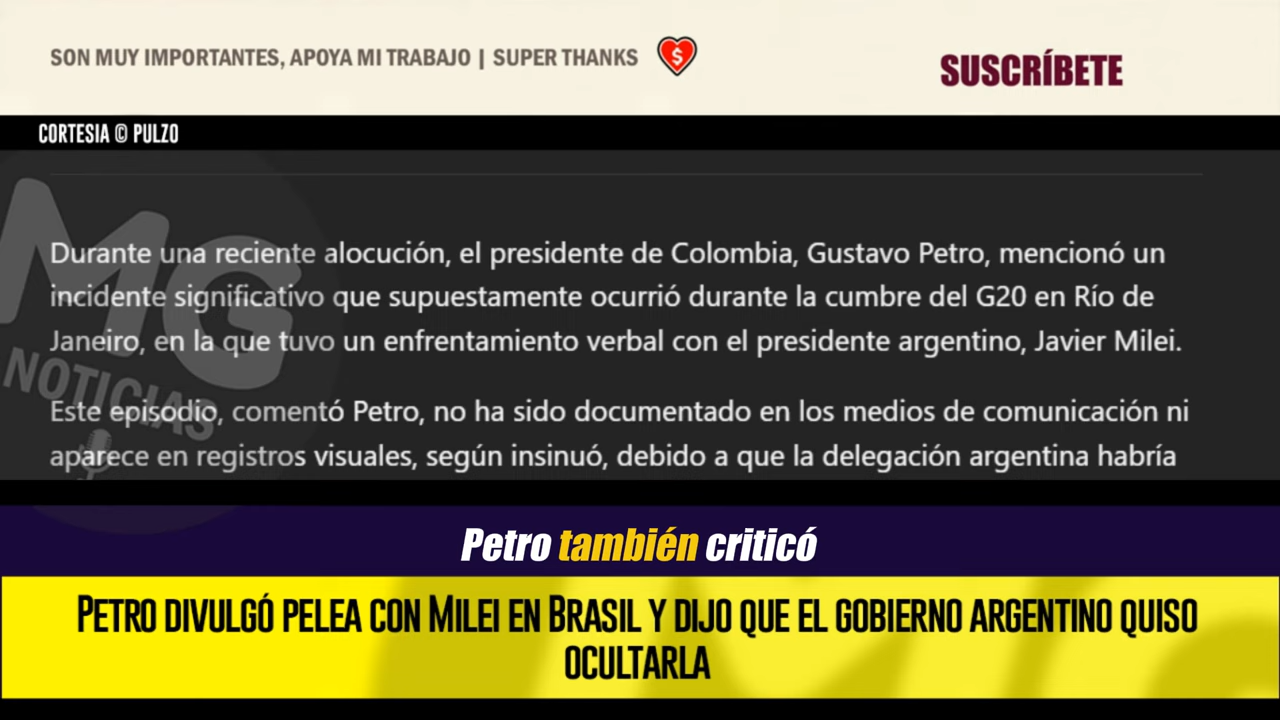 SON MUY IMPORTANTES, APOYA MI TRABAJO | SUPER THANKS $
SUSCRÍBETE
CORTESIA © PULZO
MG
NOTICIAS
Durante una reciente alocución, el presidente de Colombia, Gustavo Petro, mencionó un
incidente significativo que supuestamente ocurrió durante la cumbre del G20 en Río de
Janeiro, en la que tuvo un enfrentamiento verbal con el presidente argentino, Javier Milei.
Este episodio, comentó Petro, no ha sido documentado en los medios de comunicación ni
aparece en registros visuales, según insinuó, debido a que la delegación argentina habría
Petro también criticó
PETRO DIVULGÓ PELEA CON MILEI EN BRASIL Y DIJO QUE EL GOBIERNO ARGENTINO QUISO
OCULTARLA